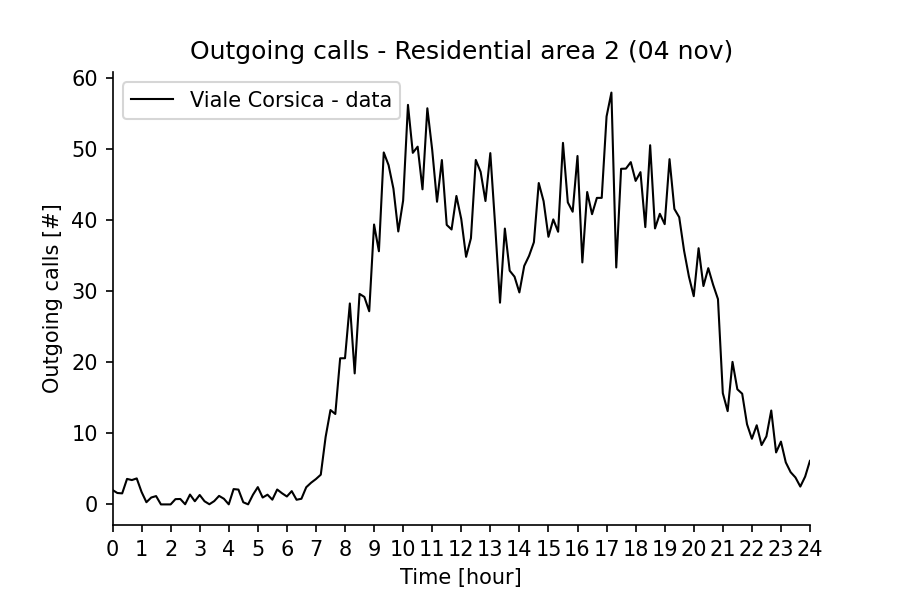 Outgoing calls - Residential area 2 (04 nov)
Viale Corsica - data
Outgoing calls [#]
60
50
40
30
20
10
0
0 1 2 3 4 5 6 7 8 9 10 11 12 13 14 15 16 17 18 19 20 21 22 23 24
Time [hour]